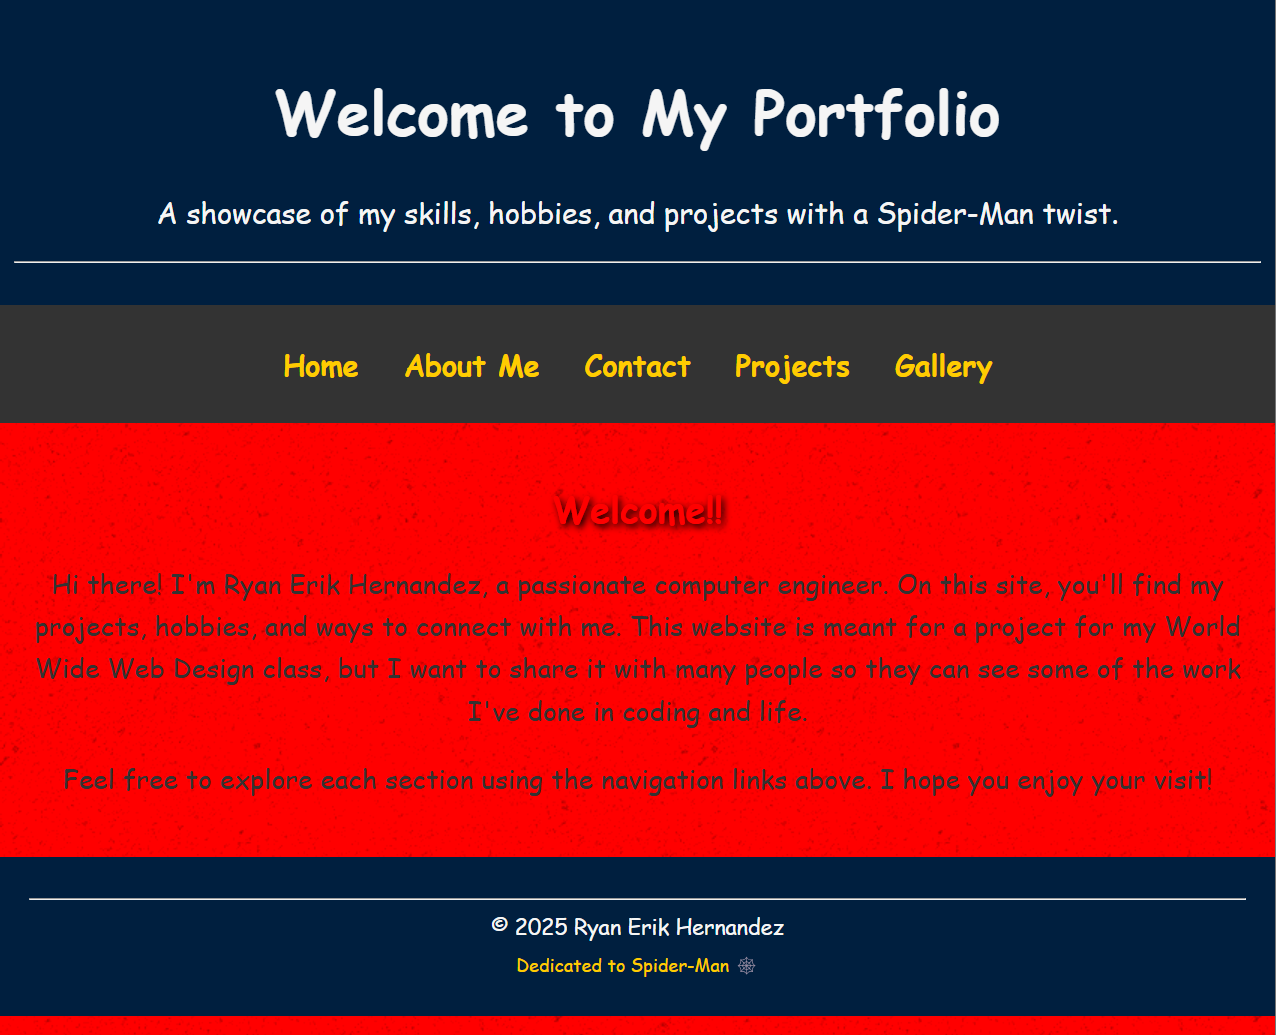 Welcome to My Portfolio
A showcase of my skills, hobbies, and projects with a Spider-Man twist.
Home About Me Contact Projects Gallery
Welcome!!
Hi there! I'm Ryan Erik Hernandez, a passionate computer engineer. On this site, you'll find my
projects, hobbies, and ways to connect with me. This website is meant for a project for my World
Wide Web Design class, but I want to share it with many people so they can see some of the work
I've done in coding and life.
Feel free to explore each section using the navigation links above. I hope you enjoy your visit!
© 2025 Ryan Erik Hernandez
Dedicated to Spider-Man 🕸